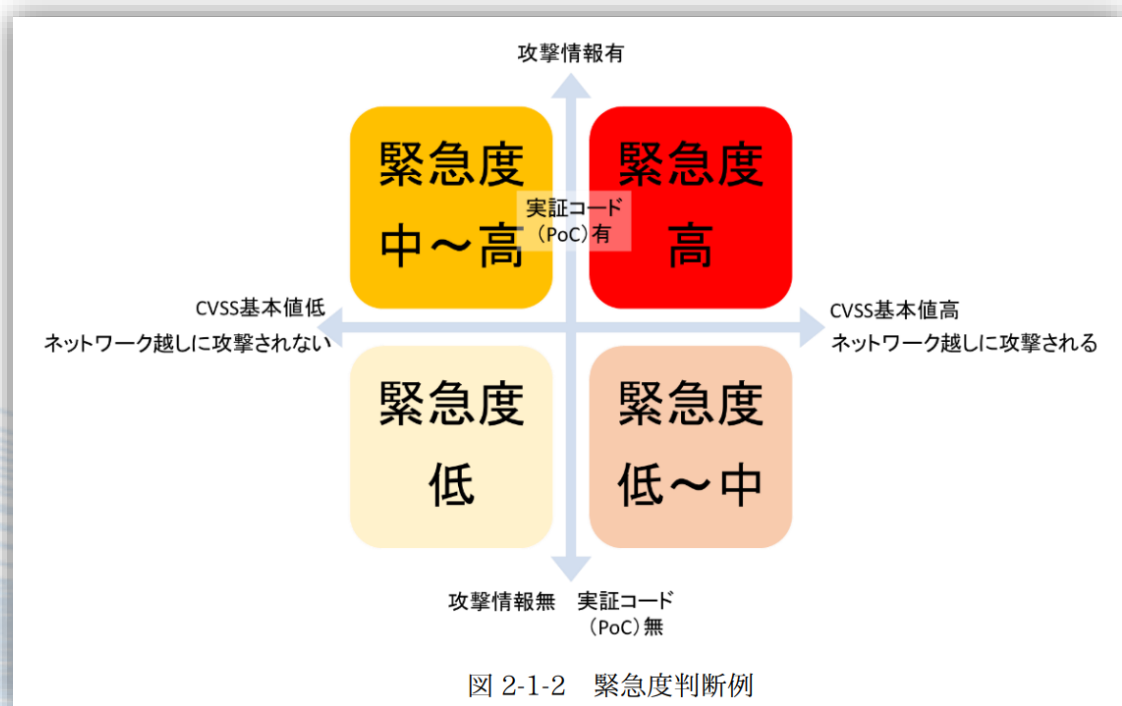 攻撃情報有
緊急度
中～高
緊急度
高
実証コード
（PoC）有
CVSS基本値低
ネットワーク越しに攻撃されない
CVSS基本値高
ネットワーク越しに攻撃される
緊急度
低
緊急度
低～中
攻撃情報無　実証コード
（PoC）無
図 2-1-2　緊急度判断例